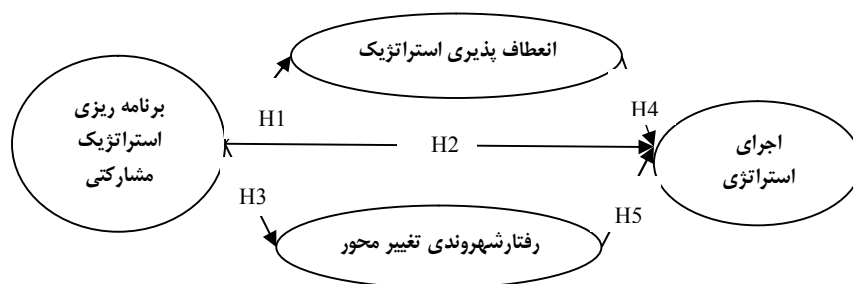 انعطاف پذیری استراتژیک
برنامه ریزی
استراتژیک
مشارکتی
H1
H2
H3
H4
H5
اجرای
استراتژی
رفتارشهروندی تغییر محور